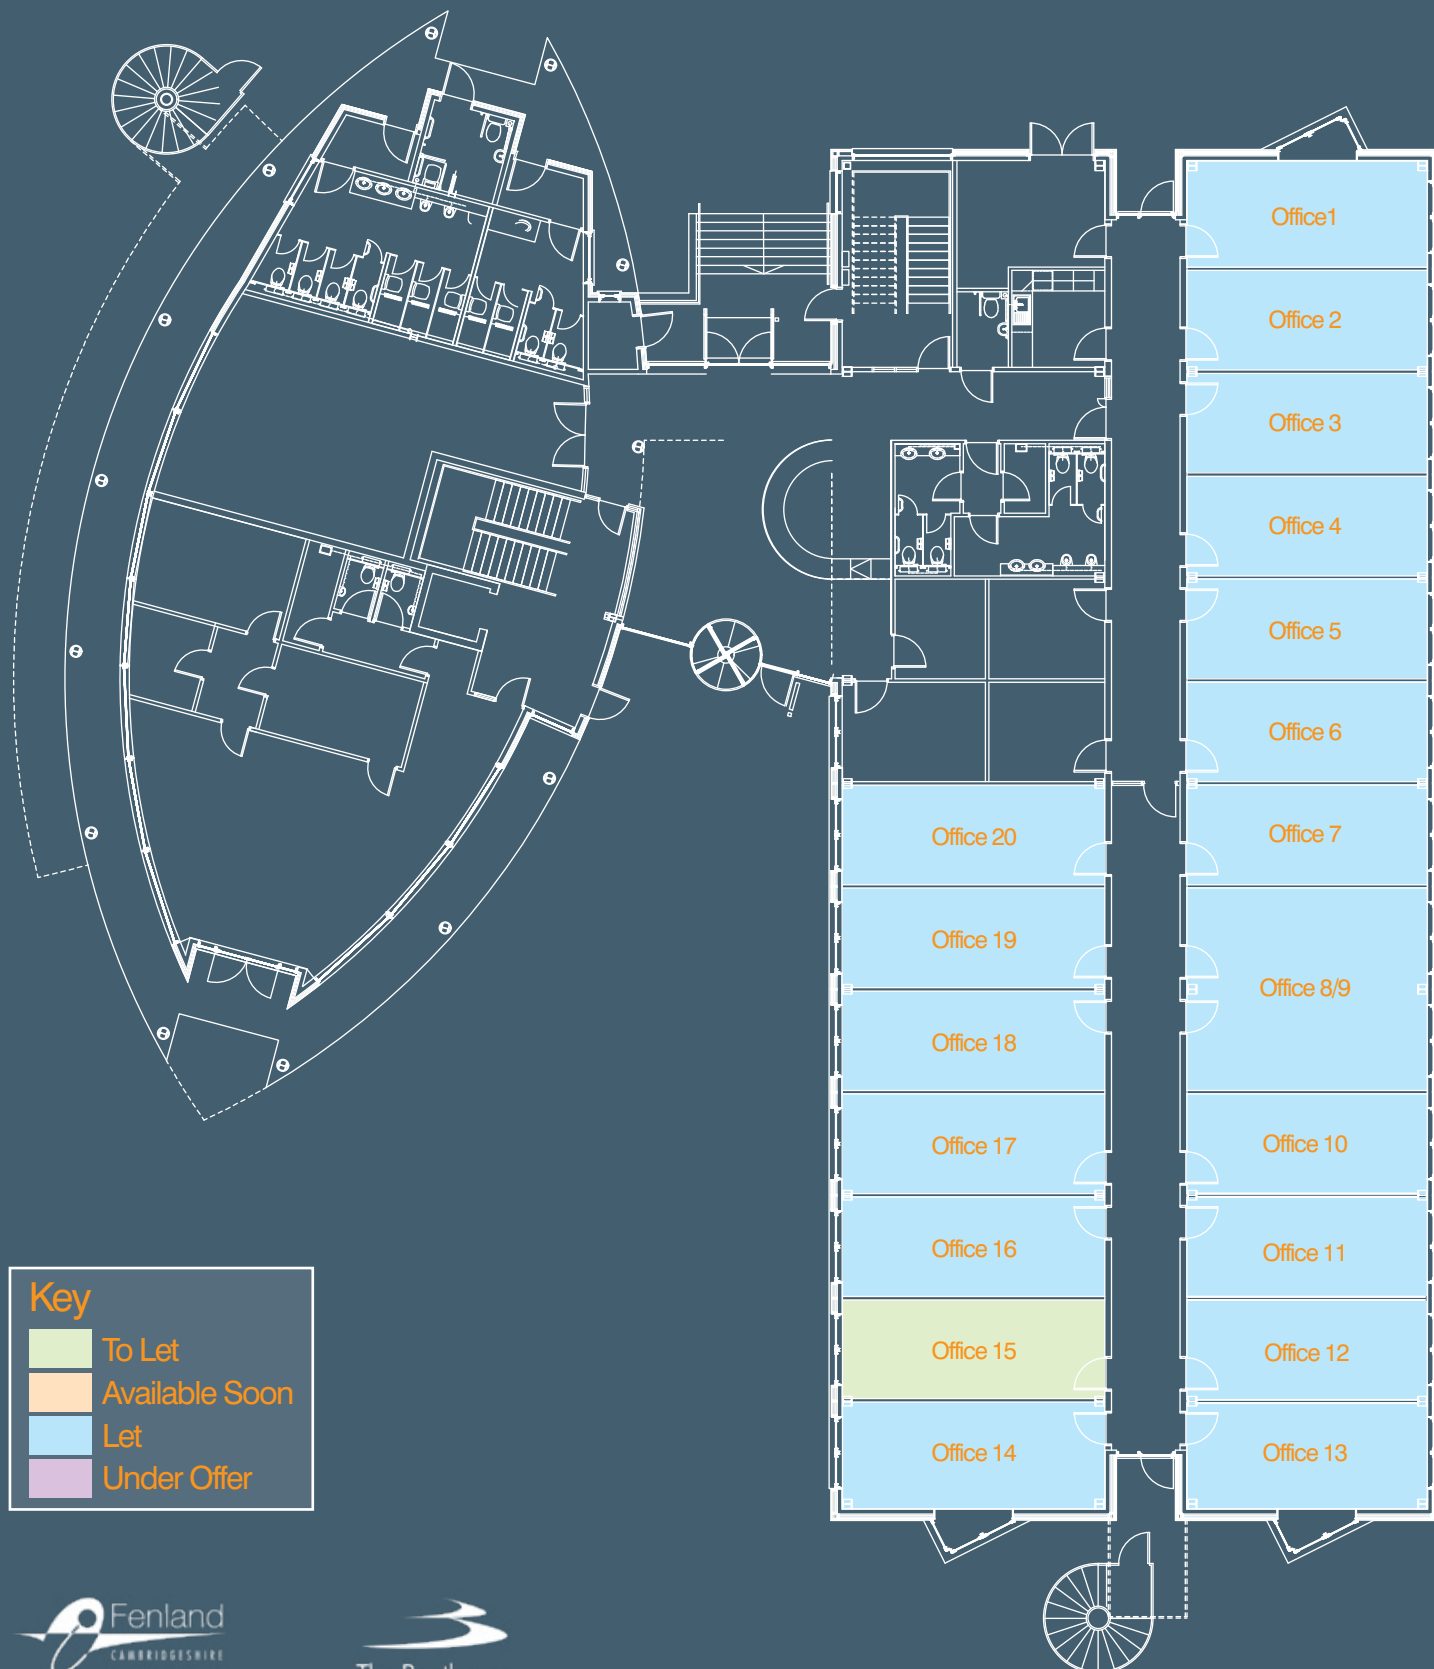 Office1
Office 2
Office 3
Office 4
Office 5
Office 6
Office 20
Office 7
Office 19
Office 8/9
Office 18
Office 17
Office 10
Office 16
Office 11
Office 15
Office 12
Office 14
Office 13
Key
To Let
Available Soon
Let
Under Offer
Fenland
CAMBRIDGESHIRE
The